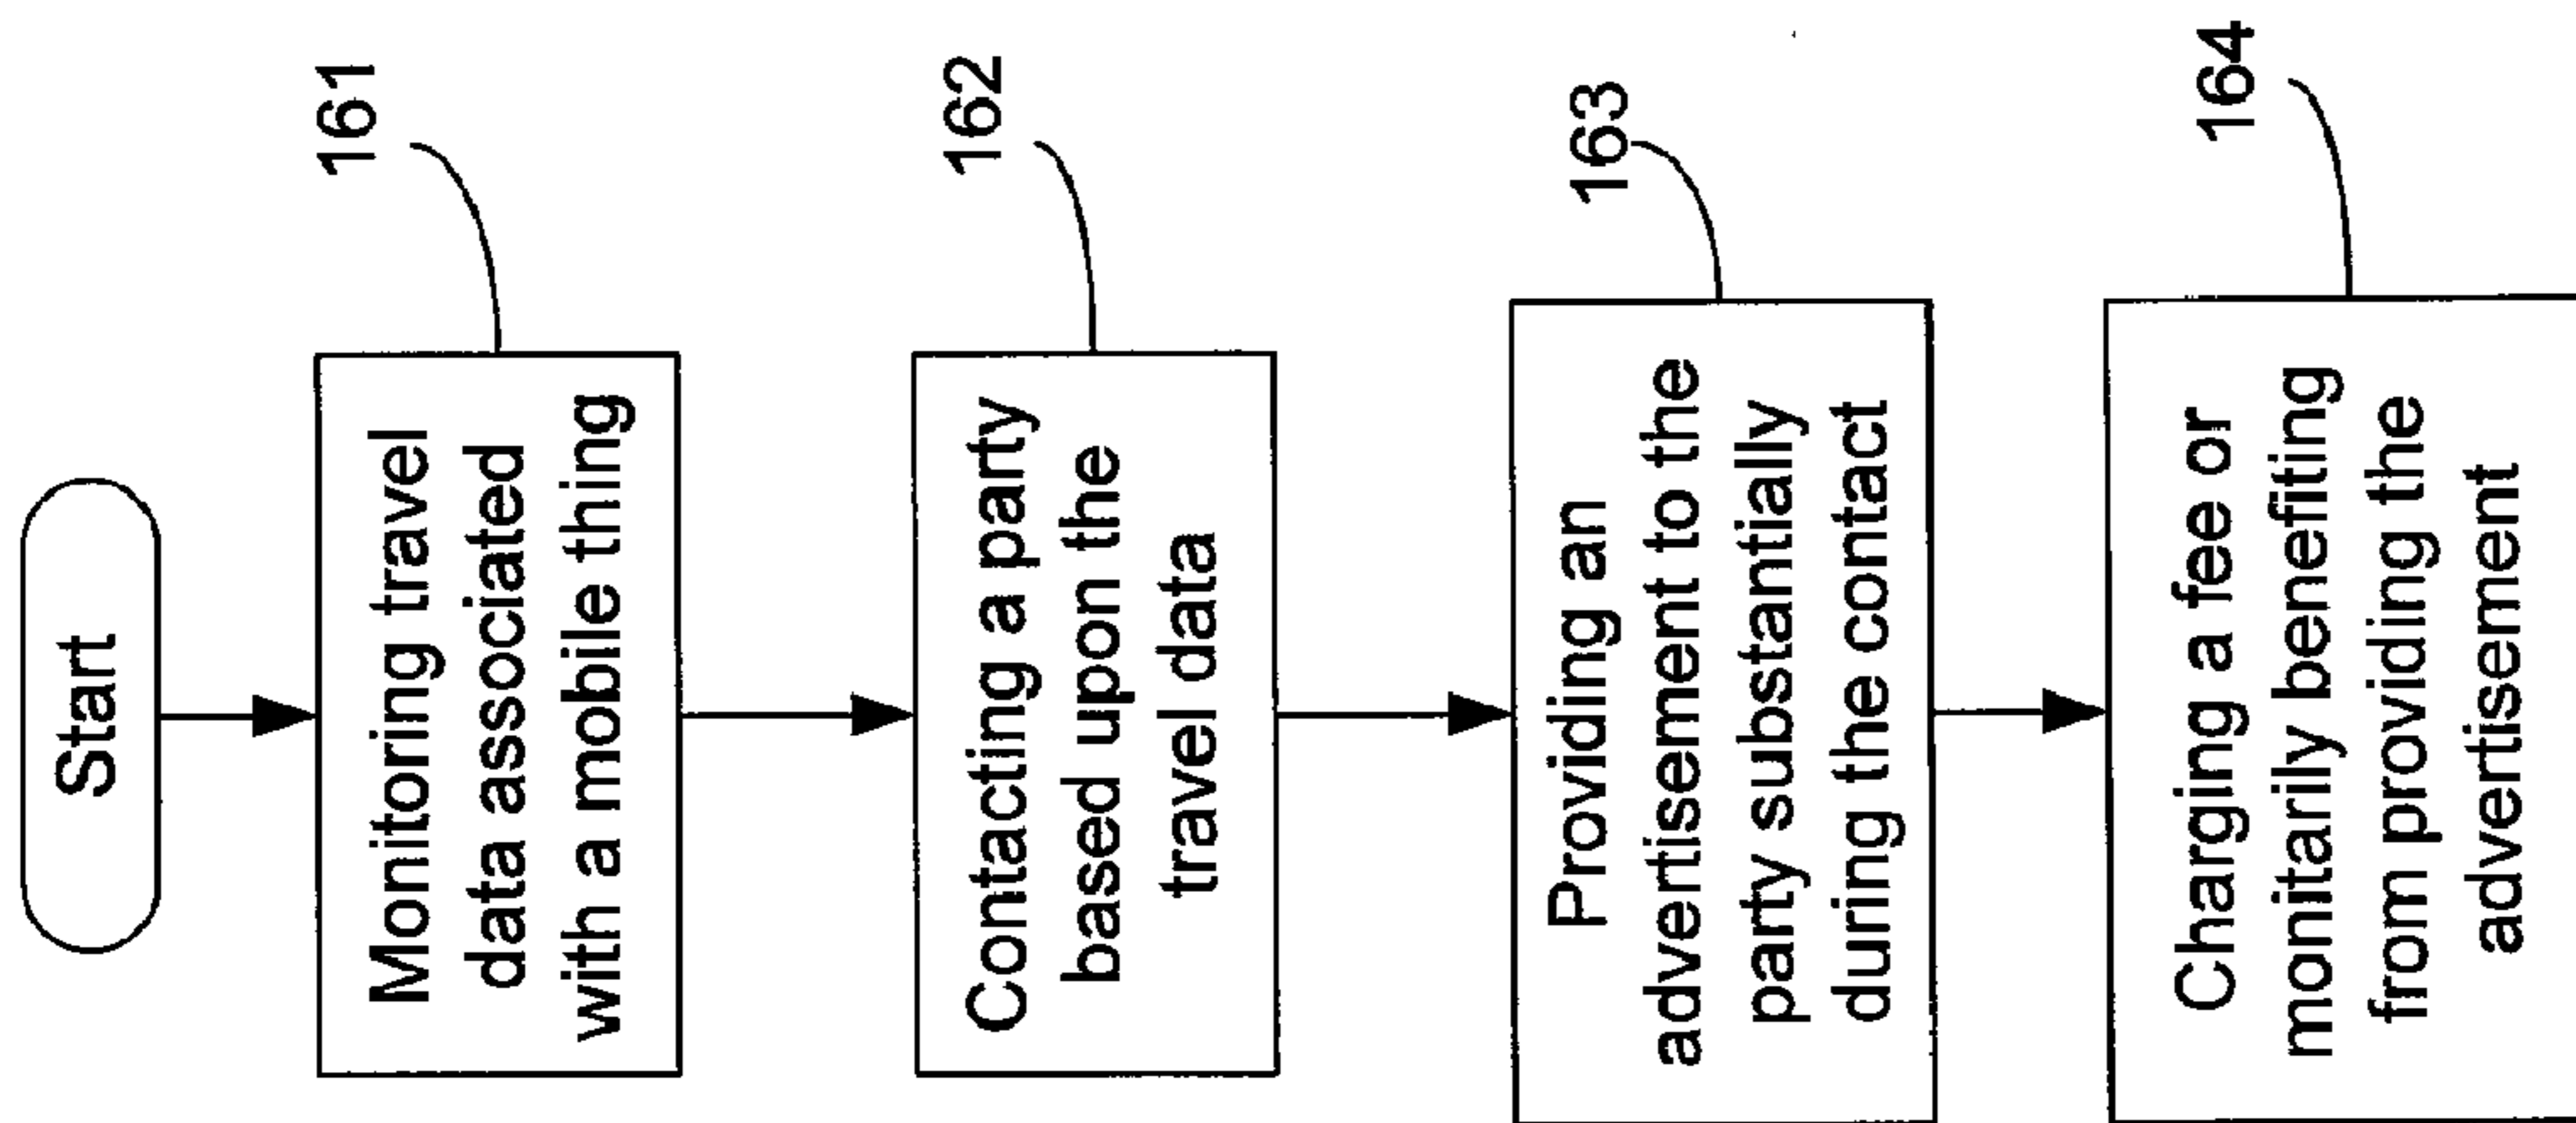 Start
161
Monitoring travel
data associated
with a mobile thing
162
Contacting a party
based upon the
travel data
163
Providing an
advertisement to the
party substantially
during the contact
164
Charging a fee or
monitarily benefiting
from providing the
advertisement